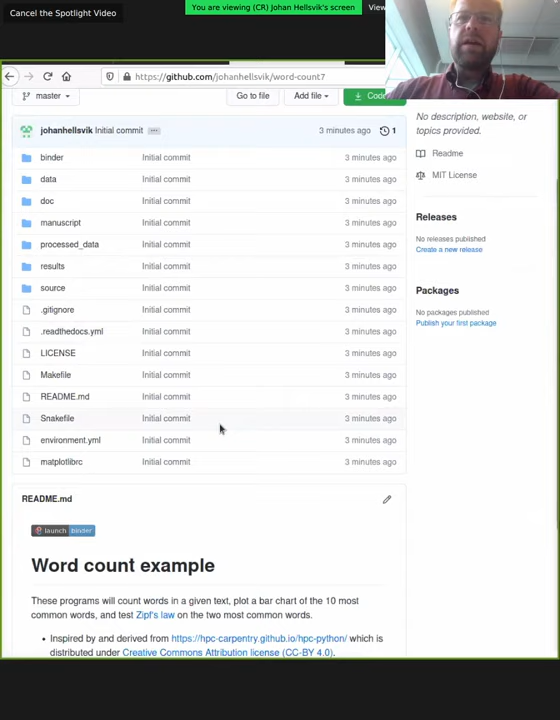 Cancel the Spotlight Video
You are viewing (CR) Johan Hellsvik's screen
View
https://github.com/johanhellsvik/word-count7
master
Go to file
Add file
Code
No description, website, or
topics provided.
johanhellsvik Initial commit
3 minutes ago
1
Readme
binder Initial commit 3 minutes ago
MIT License
data Initial commit 3 minutes ago
doc Initial commit 3 minutes ago
Releases
manuscript Initial commit 3 minutes ago
No releases published
processed_data Initial commit 3 minutes ago
Create a new release
results Initial commit 3 minutes ago
source Initial commit 3 minutes ago
Packages
.gitignore Initial commit 3 minutes ago
No packages published
Publish your first package
.readthedocs.yml Initial commit 3 minutes ago
LICENSE Initial commit 3 minutes ago
Makefile Initial commit 3 minutes ago
README.md Initial commit 3 minutes ago
Snakefile Initial commit 3 minutes ago
environment.yml Initial commit 3 minutes ago
matplotlibrc Initial commit 3 minutes ago
README.md
launch binder
Word count example
These programs will count words in a given text, plot a bar chart of the 10 most
common words, and test Zipf's law on the two most common words.
• Inspired by and derived from https://hpc-carpentry.github.io/hpc-python/ which is
distributed under Creative Commons Attribution license (CC-BY 4.0).